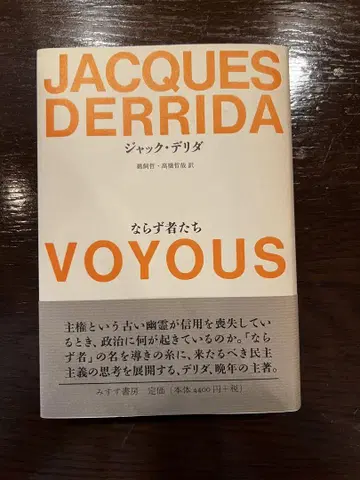 JACQUES
DERRIDA
ジャック・デリダ
鵜飼哲・高橋哲哉 訳
ならず者たち
VOYOUS
主権という古い幽霊が信用を喪失してい
るとき、政治に何が起きているのか。「なら
ず者」の名を導きの糸に、来たるべき民主
主義の思考を展開する、デリダ、晩年の主著。
みすず書房 定価 (本体 4400円+税)